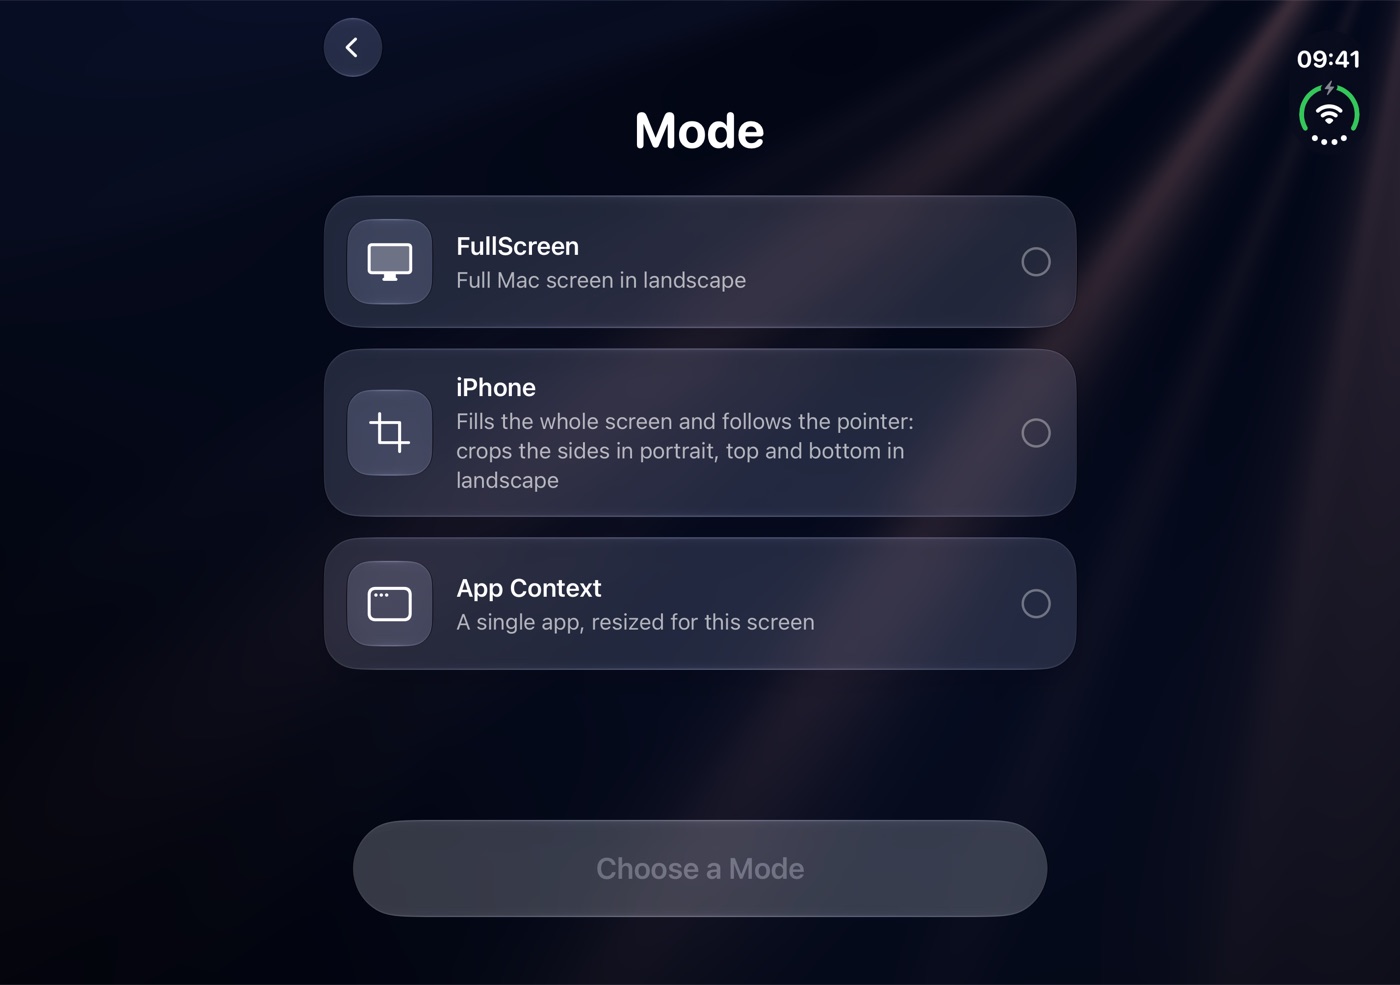 09:41
Mode
FullScreen
Full Mac screen in landscape
iPhone
Fills the whole screen and follows the pointer:
crops the sides in portrait, top and bottom in
landscape
App Context
A single app, resized for this screen
Choose a Mode